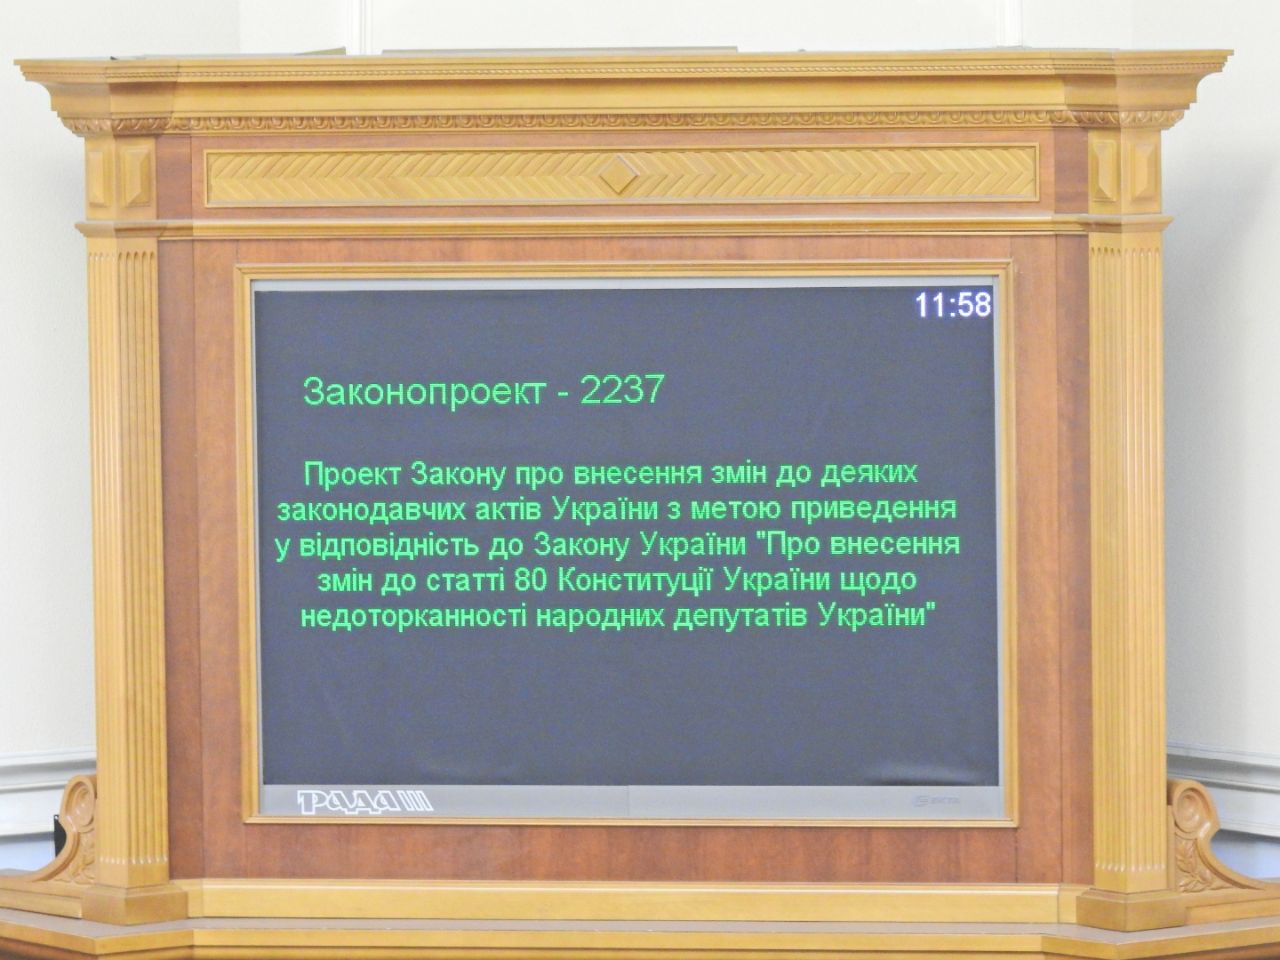 11:58
Законопроект - 2237
Проект Закону про внесення змін до деяких
законодавчих актів України з метою приведення
у відповідність до Закону України "Про внесення
змін до статті 80 Конституції України щодо
недоторканності народних депутатів України"
РАДА III
EKTA